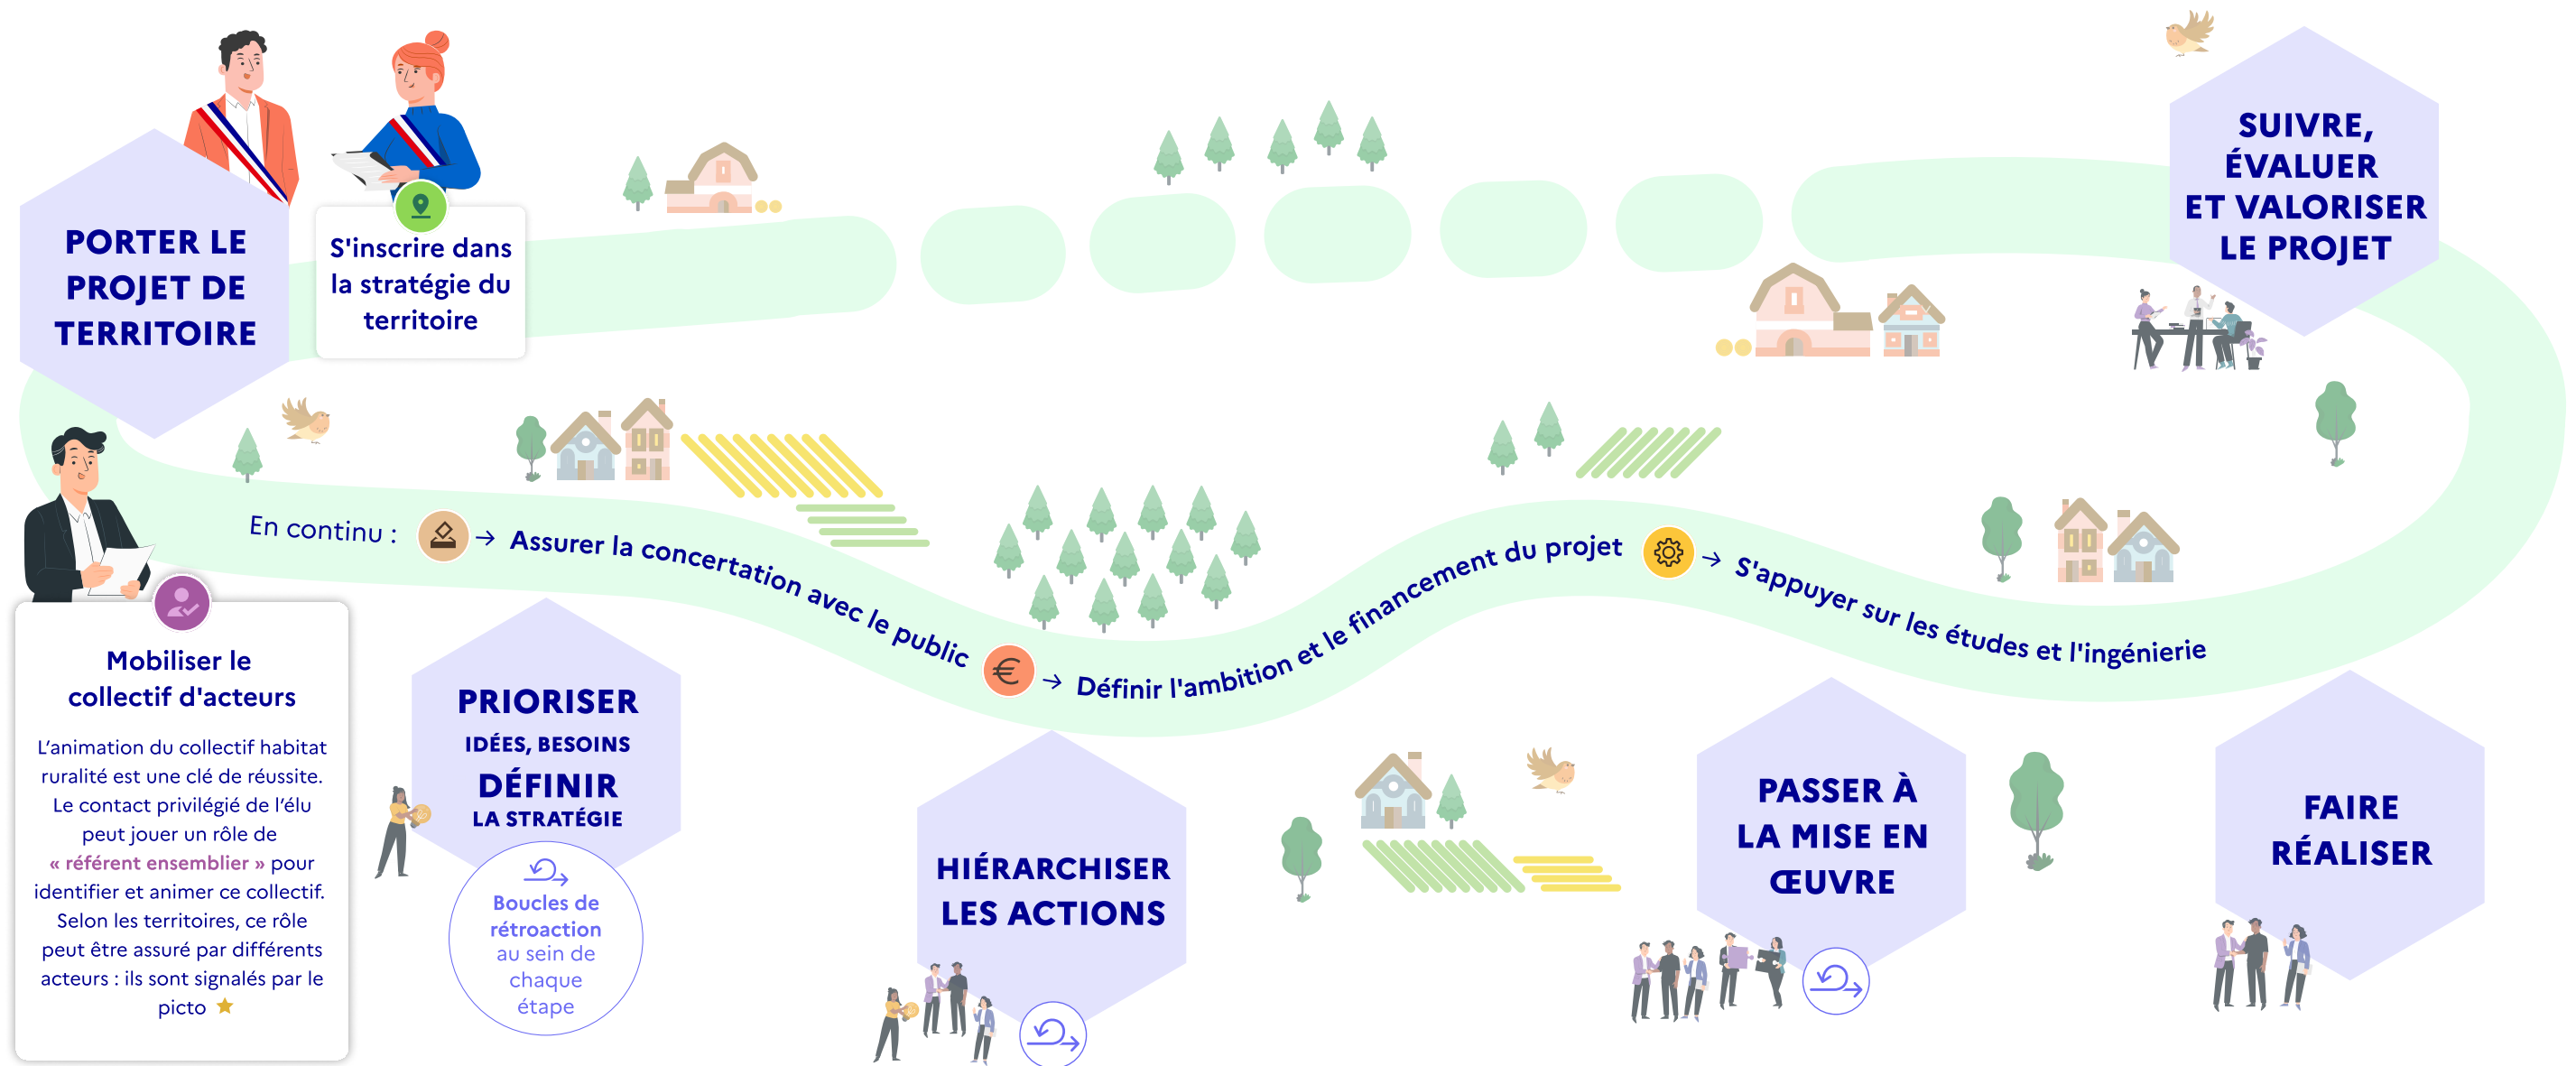 PORTER LE
PROJET DE
TERRITOIRE
S'inscrire dans
la stratégie du
territoire
SUIVRE,
ÉVALUER
ET VALORISER
LE PROJET
En continu :
→ Assurer la concertation avec le public
€ → Définir l'ambition et le financement du projet
→ S'appuyer sur les études et l'ingénierie
Mobiliser le
collectif d'acteurs
L’animation du collectif habitat
ruralité est une clé de réussite.
Le contact privilégié de l’élu
peut jouer un rôle de
« référent ensemblier » pour
identifier et animer ce collectif.
Selon les territoires, ce rôle
peut être assuré par différents
acteurs : ils sont signalés par le
picto
PRIORISER
IDÉES, BESOINS
DÉFINIR
LA STRATÉGIE
Boucles de
rétroaction
au sein de
chaque
étape
HIÉRARCHISER
LES ACTIONS
PASSER À
LA MISE EN
ŒUVRE
FAIRE
RÉALISER